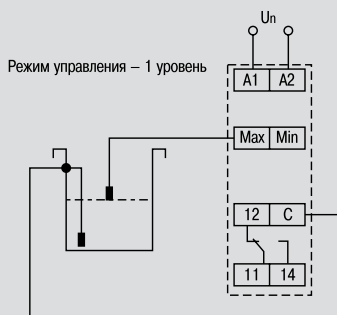 Un
Режим управления – 1 уровень
A1 A2
Max Min
12 C
11 14